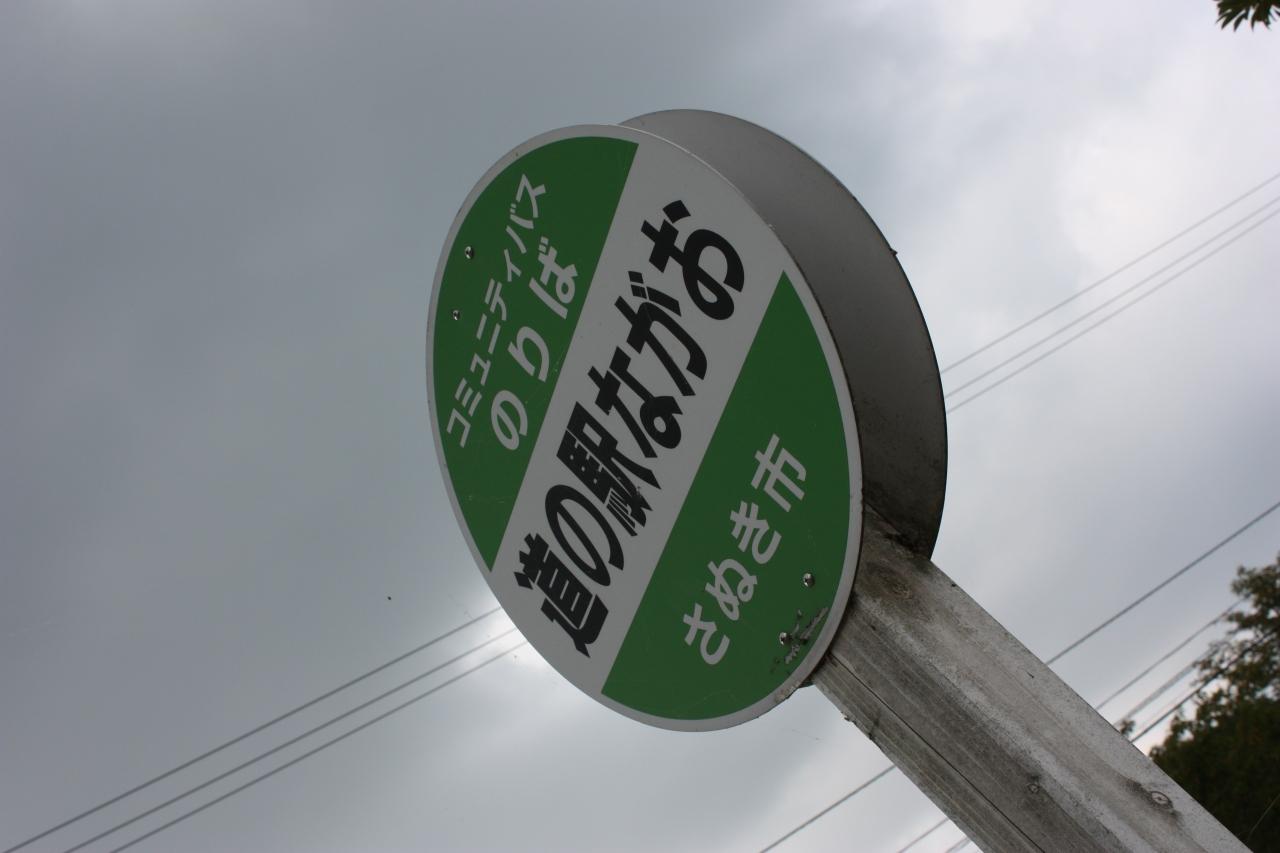 コミュニティバス
のりば
道の駅ながお
さぬき市